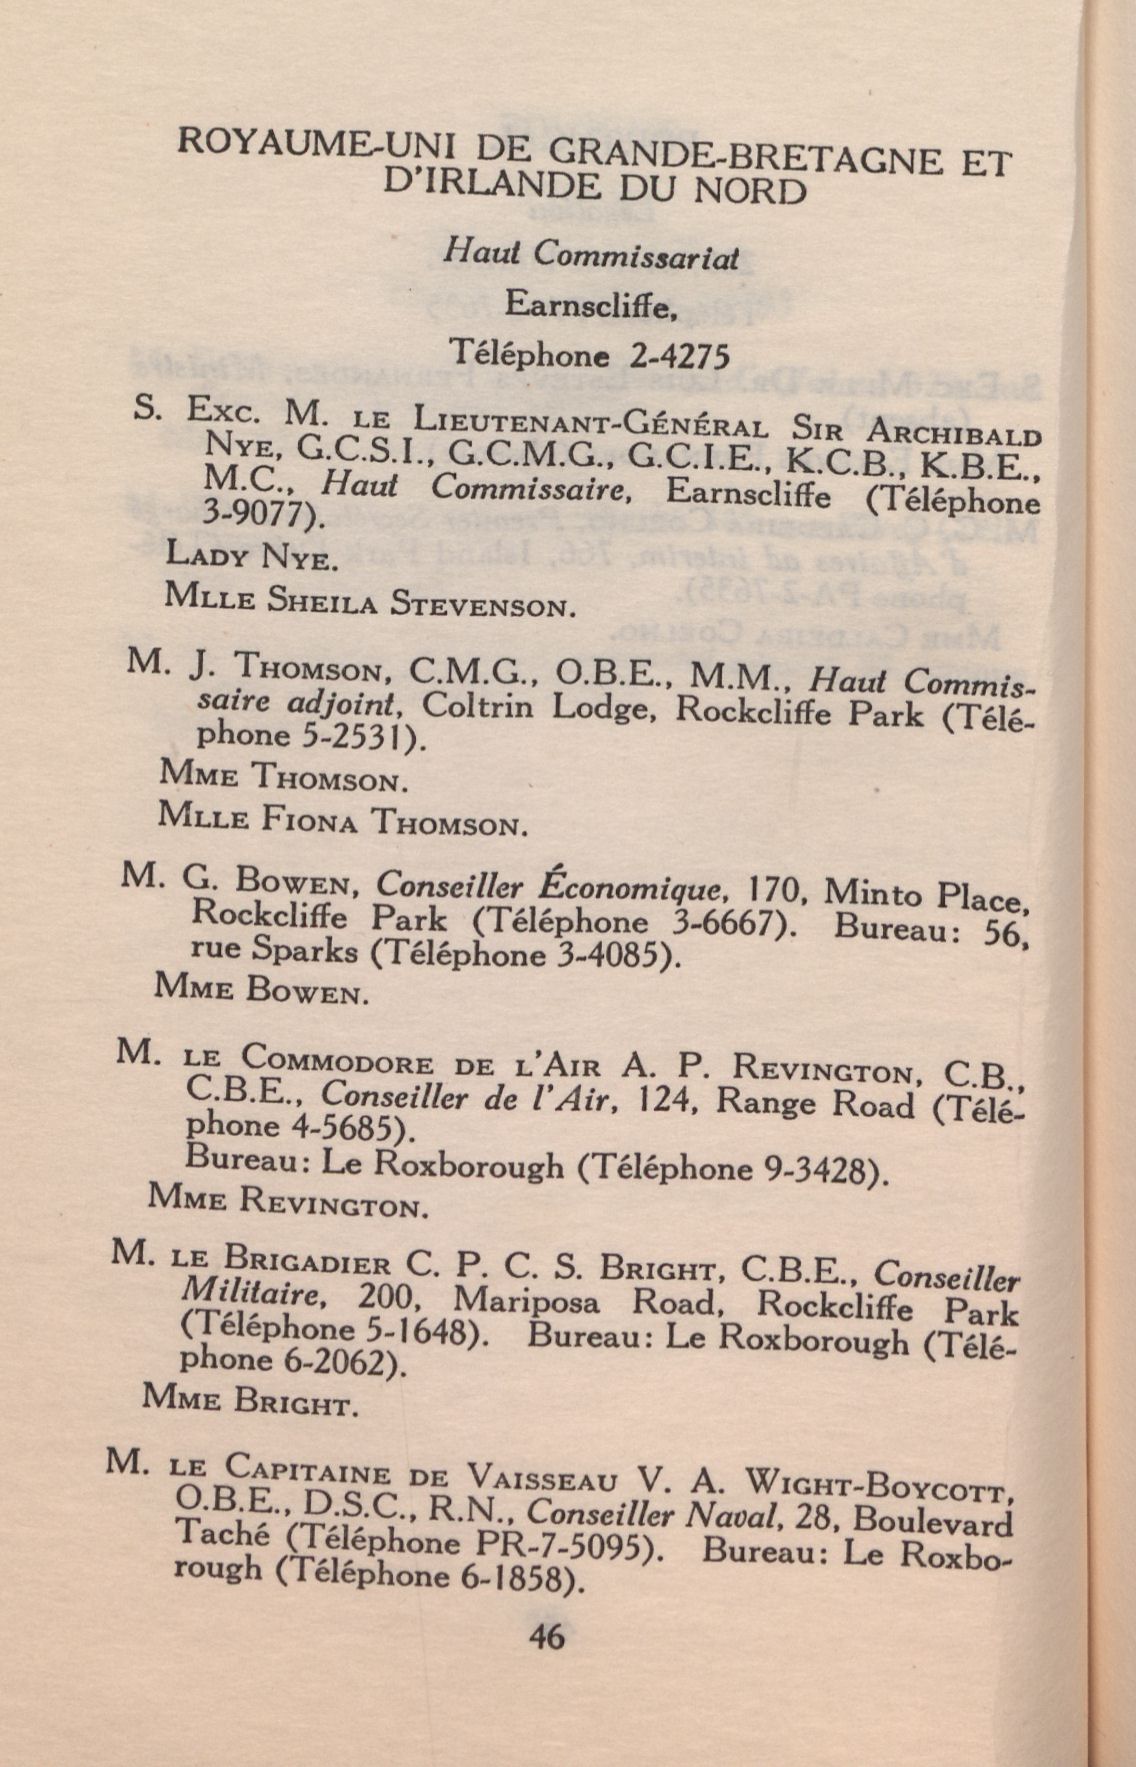 ROYAUME-UNI DE GRANDE-BRETAGNE ET
D'IRLANDE DU NORD
Haut Commissariat
Earnscliffe,
Téléphone 2-4275
S. Exc. M. le Lieutenant-Général Sir Archibald
Nye, G.C.S.I., G.C.M.G., G.C.I.E., K.C.B., K.B.E.,
M.C., Haut Commissaire, Earnscliffe (Téléphone
3-9077).
Lady Nye.
Mlle Sheila Stevenson.
M. J. Thomson, C.M.G., O.B.E., M.M., Haut Commis-
saire adjoint, Coltrin Lodge, Rockcliffe Park (Télé-
phone 5-2531).
Mme Thomson.
Mlle Fiona Thomson.
M. G. Bowen, Conseiller Économique, 170, Minto Place,
Rockcliffe Park (Téléphone 3-6667). Bureau: 56,
rue Sparks (Téléphone 3-4085).
Mme Bowen.
M. le Commodore de l'Air A. P. Revington, C.B.,
C.B.E., Conseiller de l'Air, 124, Range Road (Télé-
phone 4-5685).
Bureau: Le Roxborough (Téléphone 9-3428).
Mme Revington.
M. le Brigadier C. P. C. S. Bright, C.B.E., Conseiller
Militaire, 200, Mariposa Road, Rockcliffe Park
(Téléphone 5-1648). Bureau: Le Roxborough (Télé-
phone 6-2062).
Mme Bright.
M. le Capitaine de Vaisseau V. A. Wight-Boycott,
O.B.E., D.S.C., R.N., Conseiller Naval, 28, Boulevard
Taché (Téléphone PR-7-5095). Bureau: Le Roxbo-
rough (Téléphone 6-1858).
46